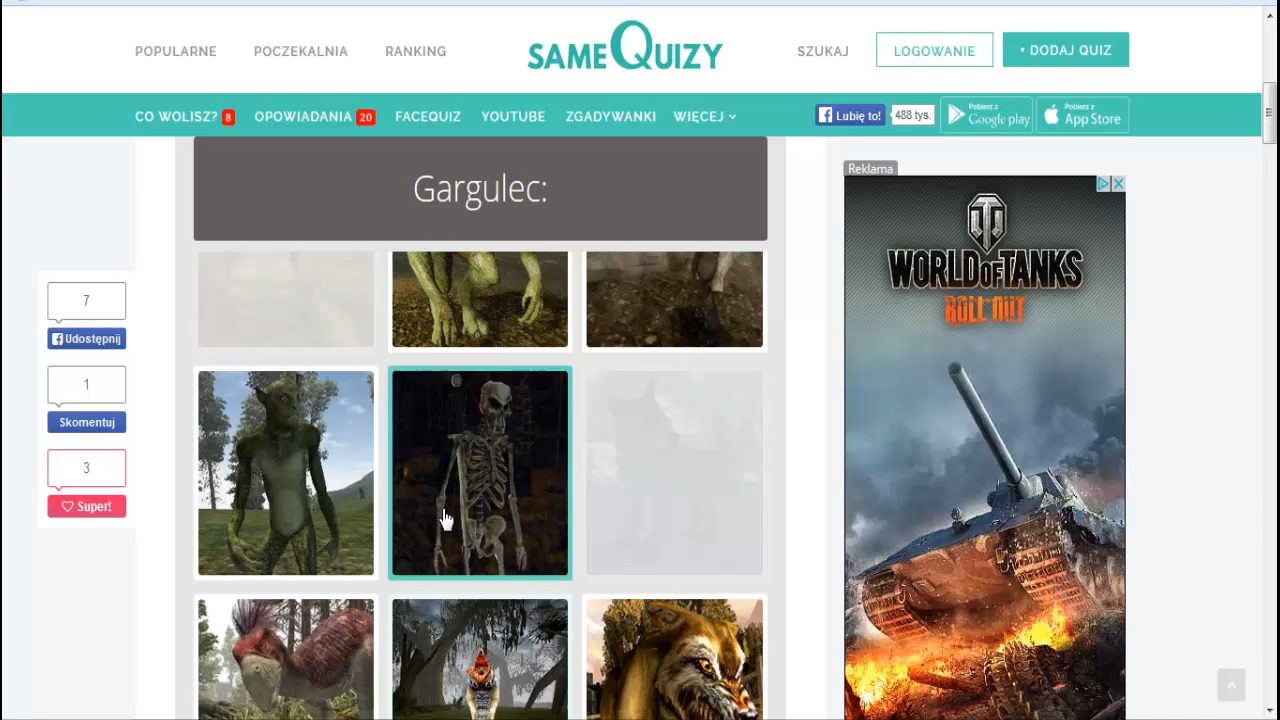 POPULARNE POCZEKALNIA RANKING SAMEQUIZY SZUKAJ LOGOWANIE + DODAJ QUIZ
CO WOLISZ? 8 OPOWIADANIA 20 FACEQUIZ YOUTUBE ZGADYWANKI WIĘCEJ Lubię to! 488 tys. Pobierz z Google play Pobierz z App Store
Gargulec:
Reklama
WORLD OF TANKS
ROLL OUT
7
Udostępnij
1
Skomentuj
3
Super!